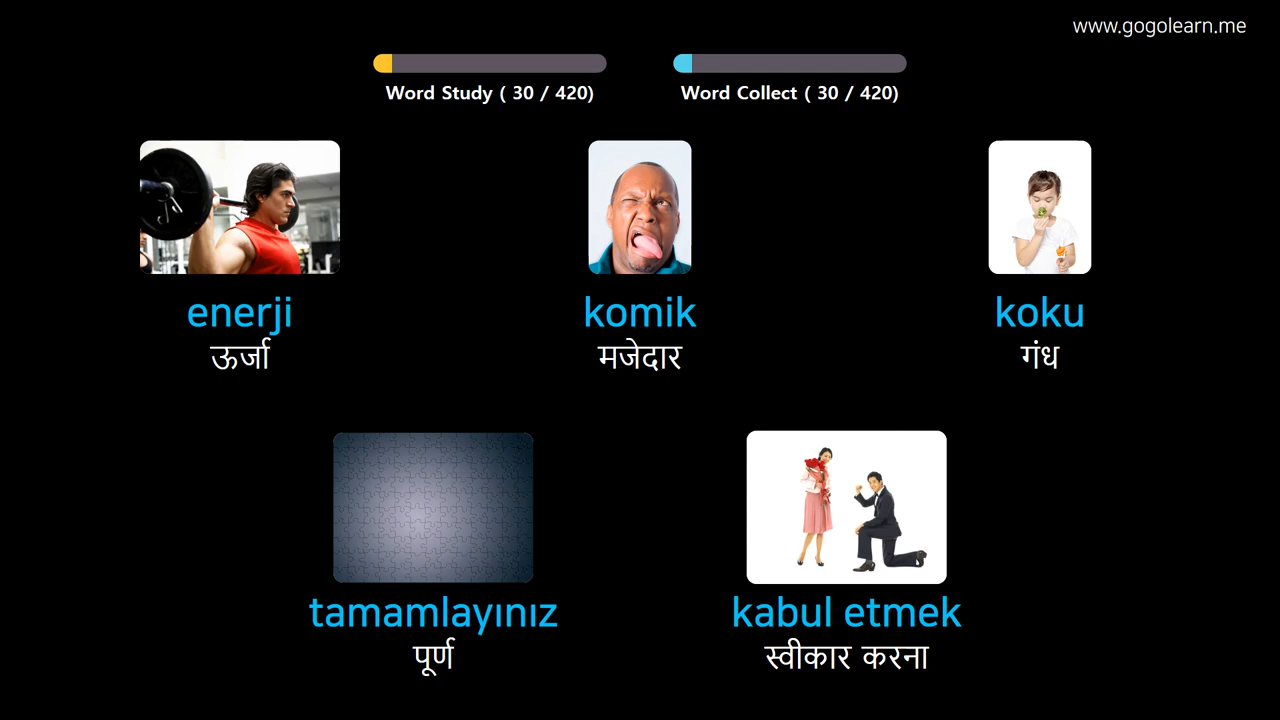 www.gogolearn.me
Word Study ( 30 / 420)
Word Collect ( 30 / 420)
enerji
ऊर्जा
komik
मजेदार
koku
गंध
tamamlayınız
पूर्ण
kabul etmek
स्वीकार करना